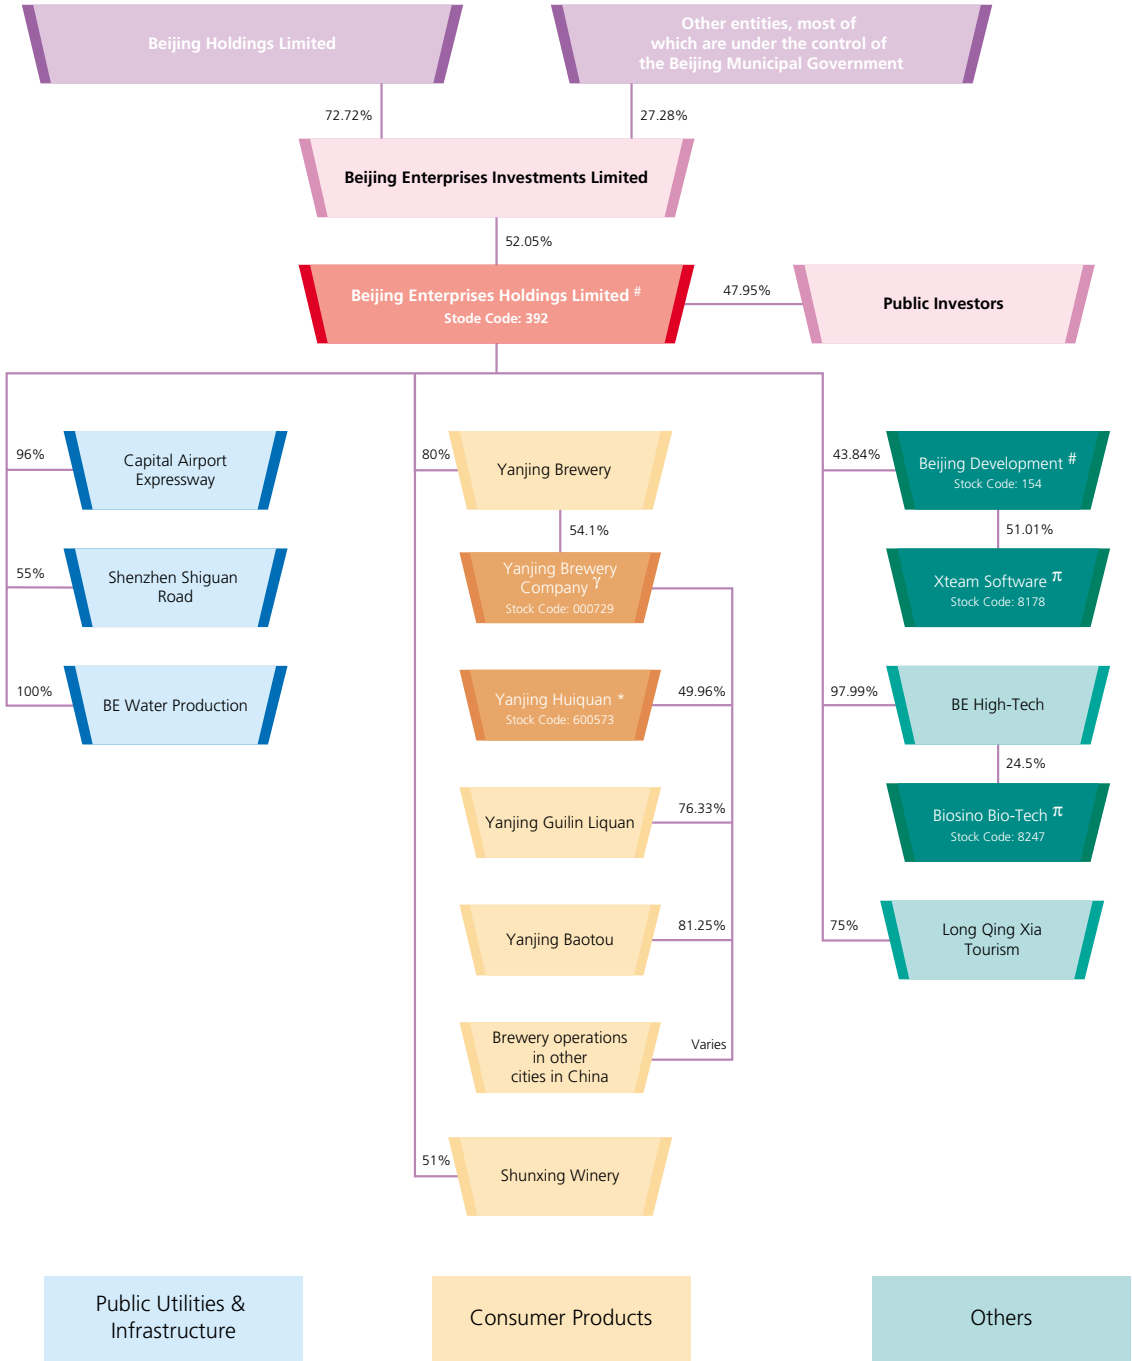 Beijing Holdings Limited
Other entities, most of
which are under the control of
the Beijing Municipal Government
72.72%
27.28%
Beijing Enterprises Investments Limited
52.05%
Beijing Enterprises Holdings Limited #
Stode Code: 392
47.95%
Public Investors
96%
Capital Airport
Expressway
55%
Shenzhen Shiguan
Road
100%
BE Water Production
80%
Yanjing Brewery
54.1%
Yanjing Brewery
Company γ
Stock Code: 000729
Yanjing Huiquan *
Stock Code: 600573
49.96%
Yanjing Guilin Liquan
76.33%
Yanjing Baotou
81.25%
Brewery operations
in other
cities in China
Varies
51%
Shunxing Winery
43.84%
Beijing Development #
Stock Code: 154
51.01%
Xteam Software π
Stock Code: 8178
97.99%
BE High-Tech
24.5%
Biosino Bio-Tech π
Stock Code: 8247
75%
Long Qing Xia
Tourism
Public Utilities &
Infrastructure
Consumer Products
Others